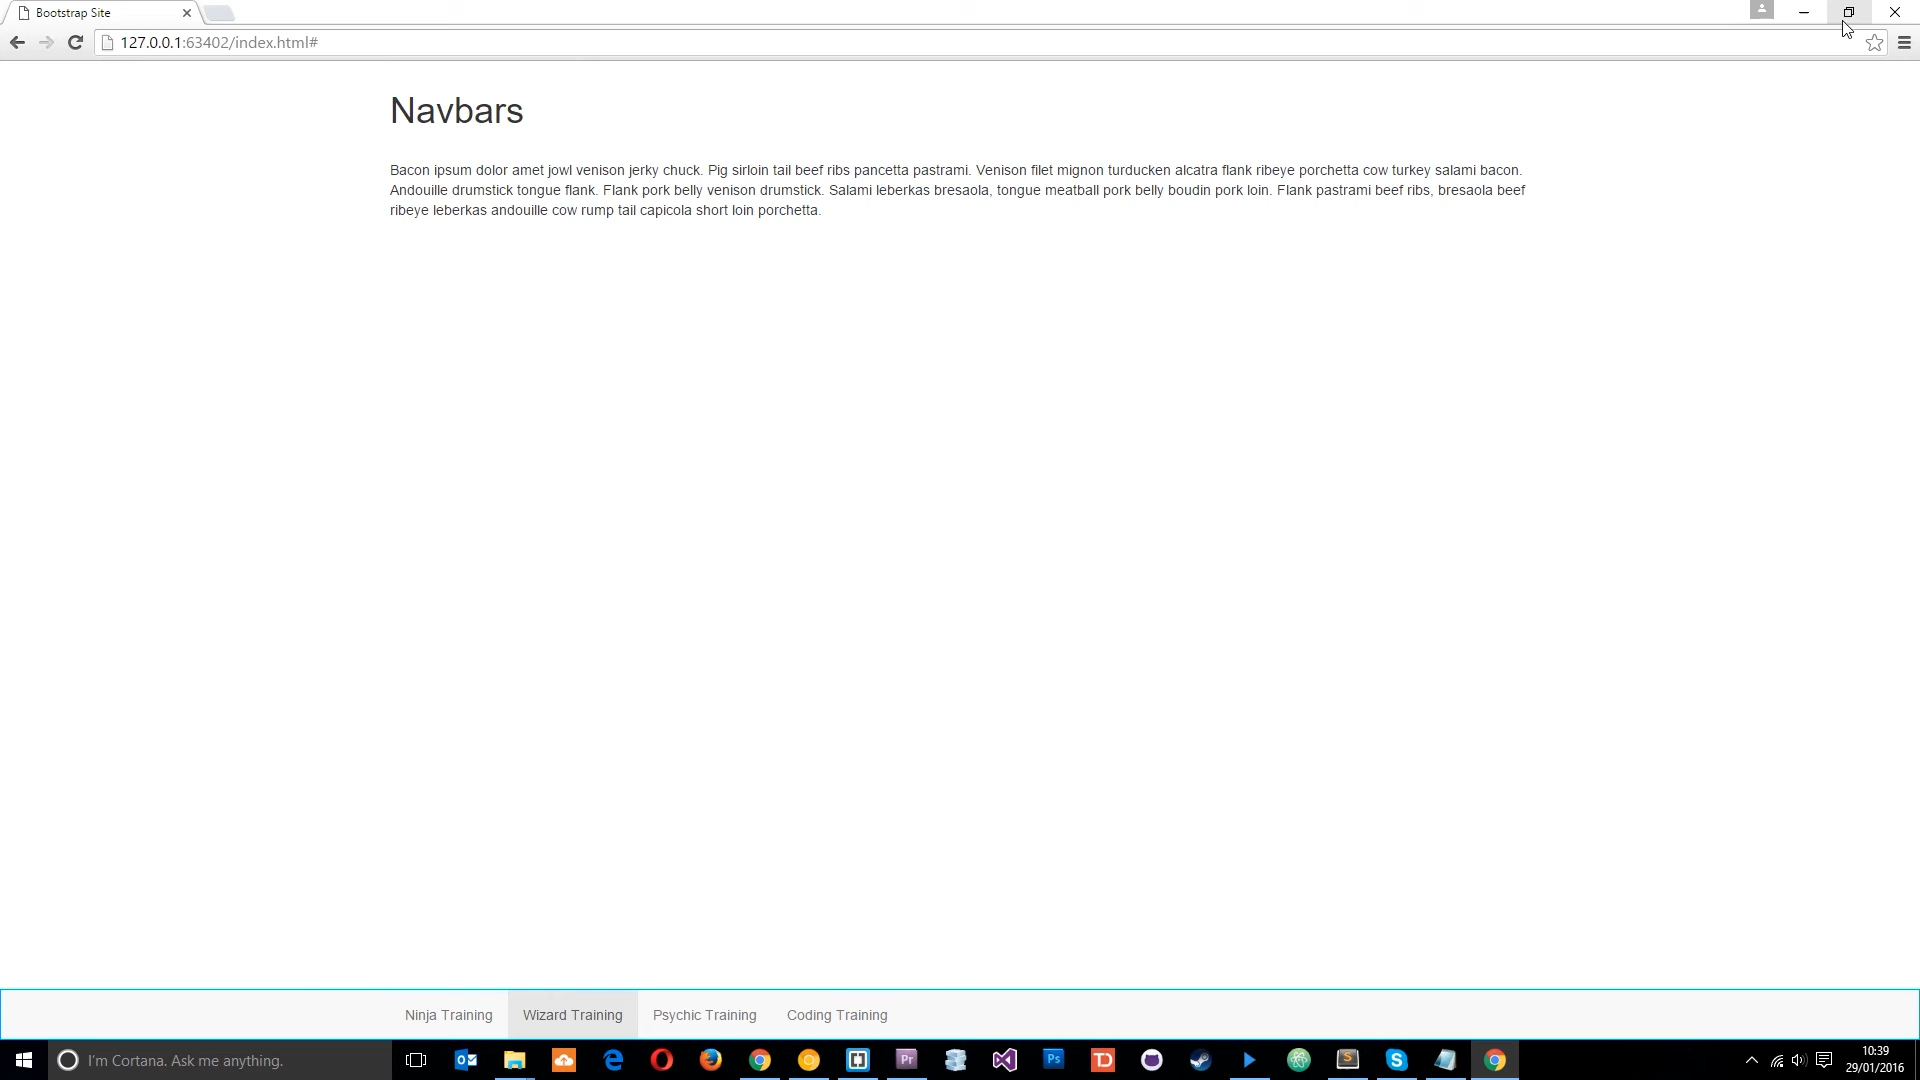 Bootstrap Site
127.0.0.1:63402/index.html#
Navbars
Bacon ipsum dolor amet jowl venison jerky chuck. Pig sirloin tail beef ribs pancetta pastrami. Venison filet mignon turducken alcatra flank ribeye porchetta cow turkey salami bacon.
Andouille drumstick tongue flank. Flank pork belly venison drumstick. Salami leberkas bresaola, tongue meatball pork belly boudin pork loin. Flank pastrami beef ribs, bresaola beef
ribeye leberkas andouille cow rump tail capicola short loin porchetta.
Ninja Training Wizard Training Psychic Training Coding Training
I'm Cortana. Ask me anything.
Pr
Ps
TD
S
S
10:39
29/01/2016